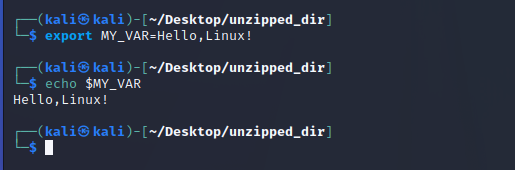 ┌──(kali㉿kali)-[~/Desktop/unzipped_dir]
└─$ export MY_VAR=Hello,Linux!
┌──(kali㉿kali)-[~/Desktop/unzipped_dir]
└─$ echo $MY_VAR
Hello,Linux!
┌──(kali㉿kali)-[~/Desktop/unzipped_dir]
└─$